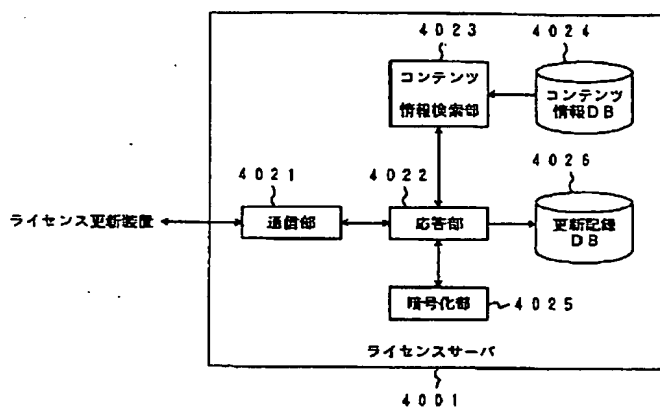 4023
4024
コンテンツ
情報検索部
コンテンツ
情報DB
4026
4021
4022
ライセンス更新装置
通信部
応答部
更新記録
DB
暗号化部
4025
ライセンスサーバ
4001